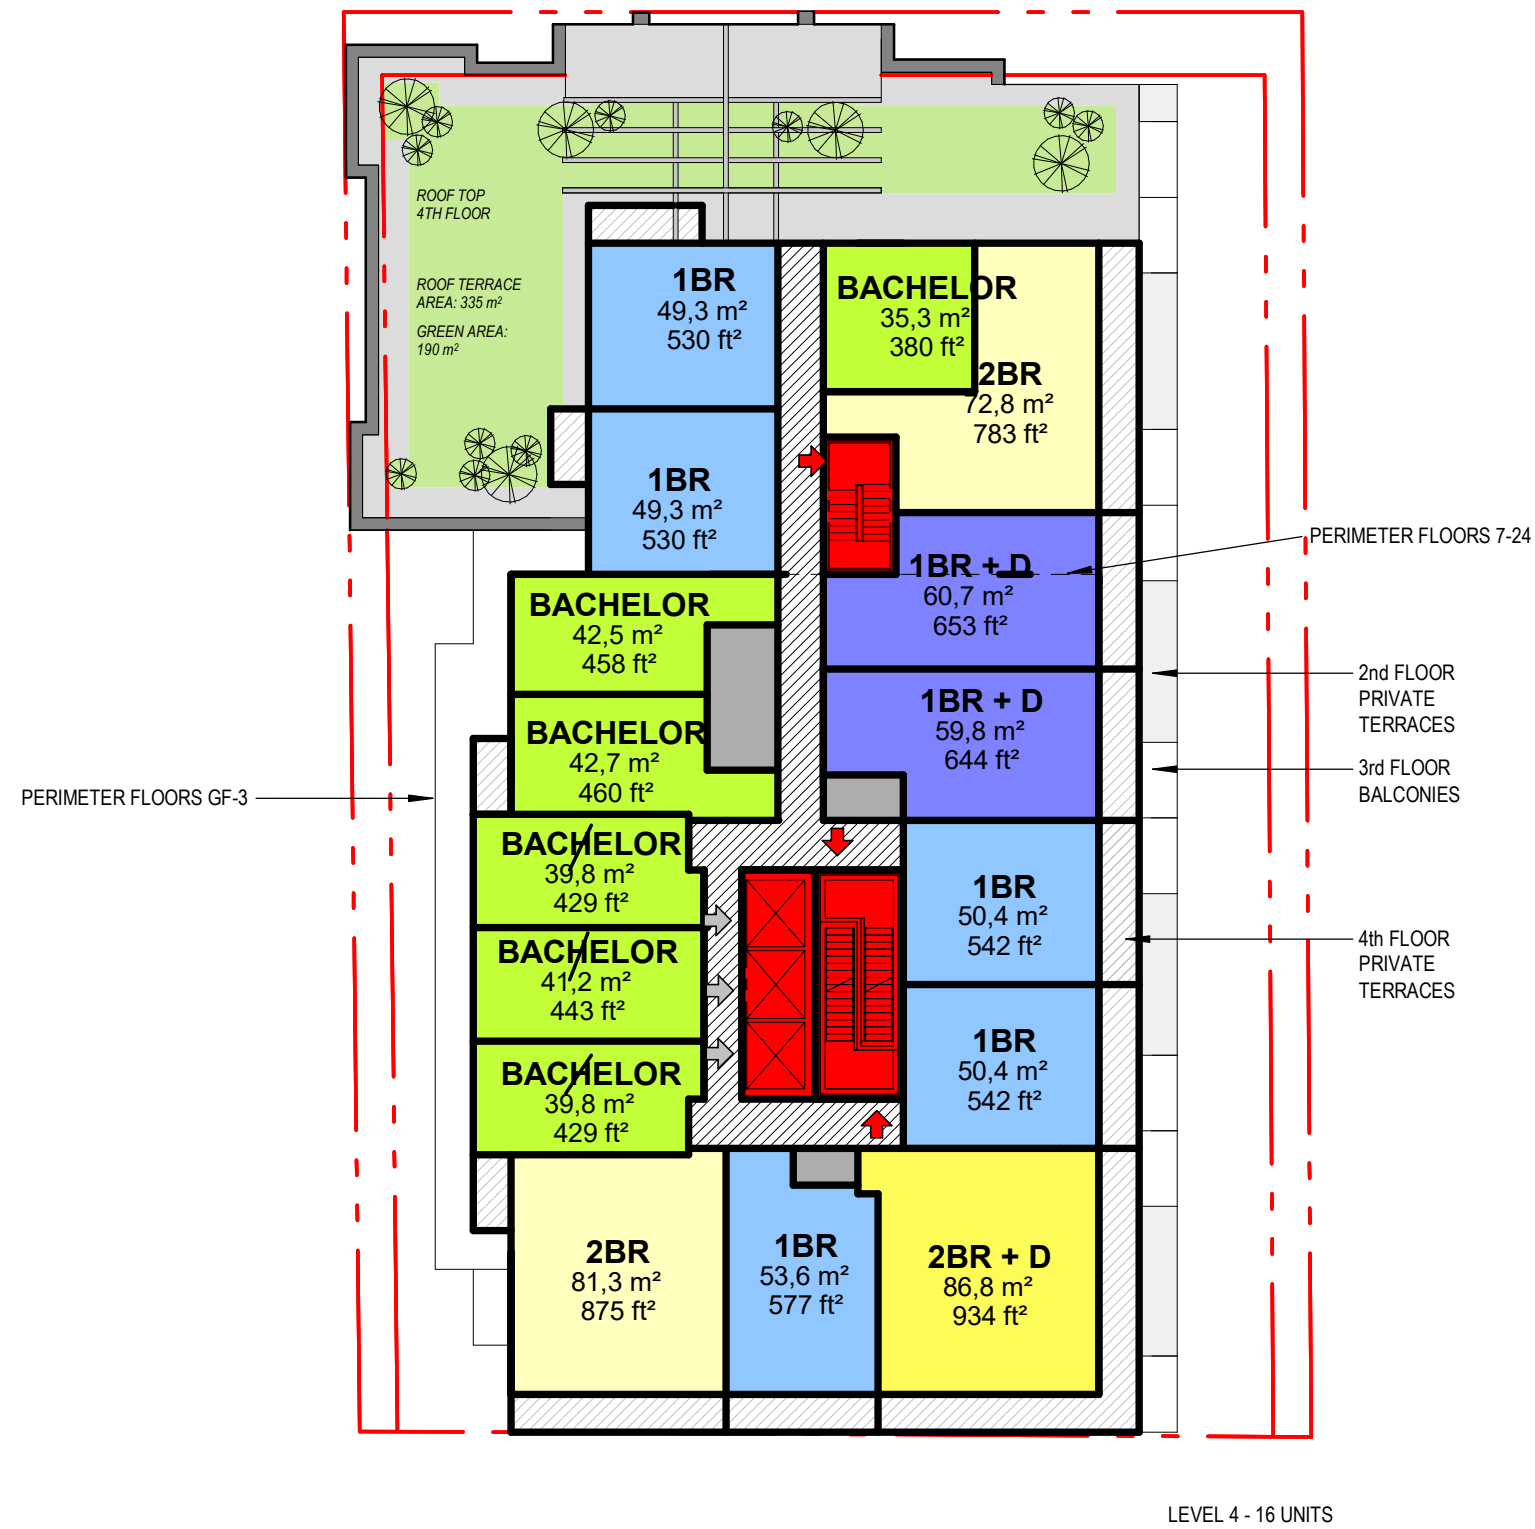 ROOF TOP
4TH FLOOR
ROOF TERRACE
AREA: 335 m²
GREEN AREA:
190 m²
1BR
49,3 m²
530 ft²
BACHELOR
35,3 m²
380 ft²
2BR
72,8 m²
783 ft²
1BR
49,3 m²
530 ft²
PERIMETER FLOORS 7-24
1BR + D
60,7 m²
653 ft²
BACHELOR
42,5 m²
458 ft²
2nd FLOOR
PRIVATE
TERRACES
1BR + D
59,8 m²
644 ft²
BACHELOR
42,7 m²
460 ft²
3rd FLOOR
BALCONIES
PERIMETER FLOORS GF-3
BACHELOR
39,8 m²
429 ft²
1BR
50,4 m²
542 ft²
4th FLOOR
PRIVATE
TERRACES
BACHELOR
41,2 m²
443 ft²
1BR
50,4 m²
542 ft²
BACHELOR
39,8 m²
429 ft²
2BR
81,3 m²
875 ft²
1BR
53,6 m²
577 ft²
2BR + D
86,8 m²
934 ft²
LEVEL 4 - 16 UNITS